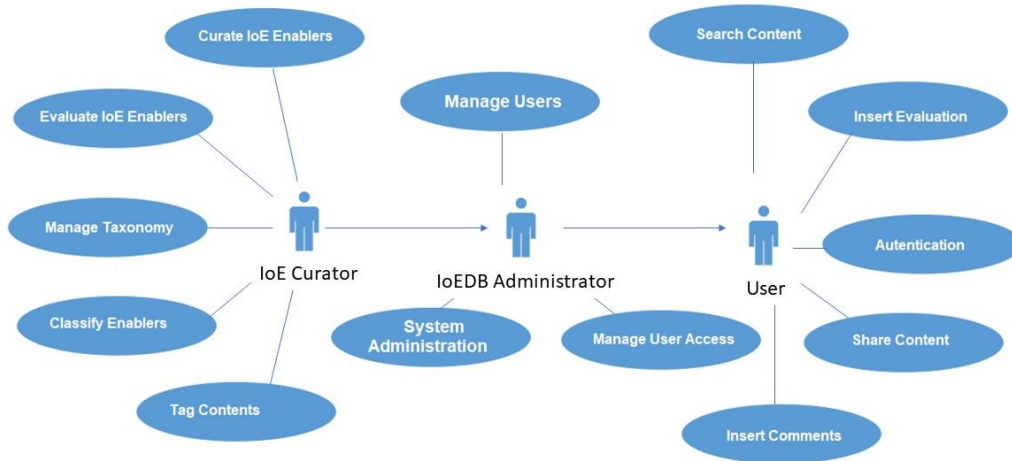 Curate IoE Enablers
Search Content
Manage Users
Evaluate IoE Enablers
Insert Evaluation
Manage Taxonomy
IoE Curator
IoEDB Administrator
User
Autentication
Classify Enablers
System
Administration
Manage User Access
Share Content
Tag Contents
Insert Comments